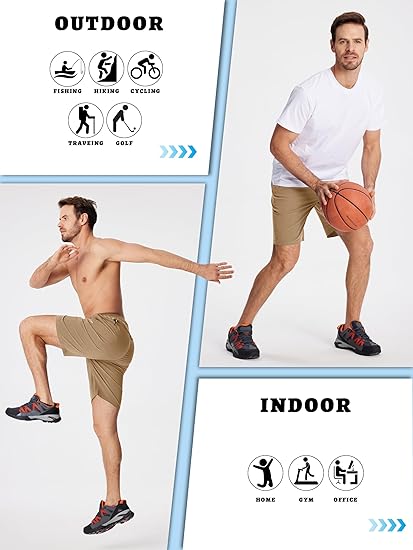 OUTDOOR
FISHING HIKING CYCLING
TRAVEING GOLF
INDOOR
HOME GYM OFFICE